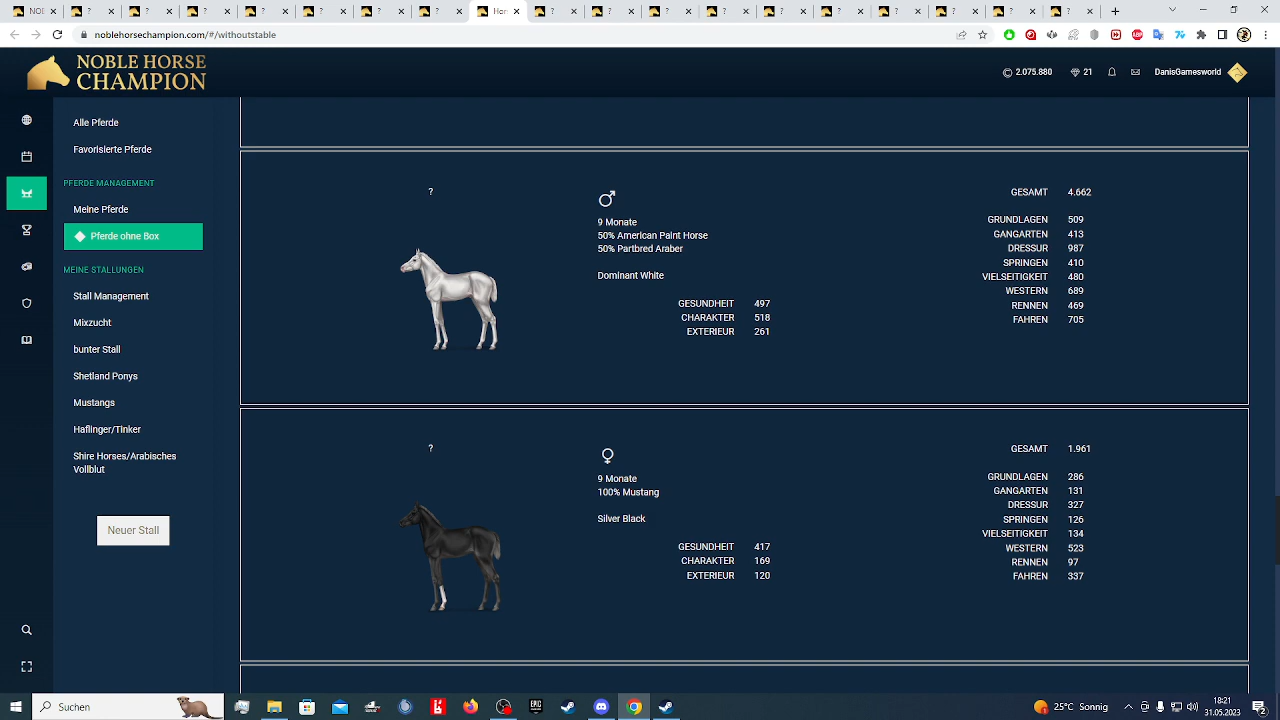 NOB
?
?
?
?
?
?
?
Hor
?
?
?
?
?
?
?
?
?
?
noblehorsechampion.com/#/withoutstable
NOBLE HORSE
CHAMPION
2.075.880
21
DanisGamesworld
Alle Pferde
Favorisierte Pferde
PFERDE MANAGEMENT
Meine Pferde
Pferde ohne Box
MEINE STALLUNGEN
Stall Management
Mixzucht
bunter Stall
Shetland Ponys
Mustangs
Haflinger/Tinker
Shire Horses/Arabisches
Vollblut
Neuer Stall
?
9 Monate
50% American Paint Horse
50% Partbred Araber
Dominant White
GESUNDHEIT 497
CHARAKTER 518
EXTERIEUR 261
GESAMT 4.662
GRUNDLAGEN 509
GANGARTEN 413
DRESSUR 987
SPRINGEN 410
VIELSEITIGKEIT 480
WESTERN 689
RENNEN 469
FAHREN 705
?
9 Monate
100% Mustang
Silver Black
GESUNDHEIT 417
CHARAKTER 169
EXTERIEUR 120
GESAMT 1.961
GRUNDLAGEN 286
GANGARTEN 131
DRESSUR 327
SPRINGEN 126
VIELSEITIGKEIT 134
WESTERN 523
RENNEN 97
FAHREN 337
Suchen
25°C Sonnig
18:21
31.05.2023